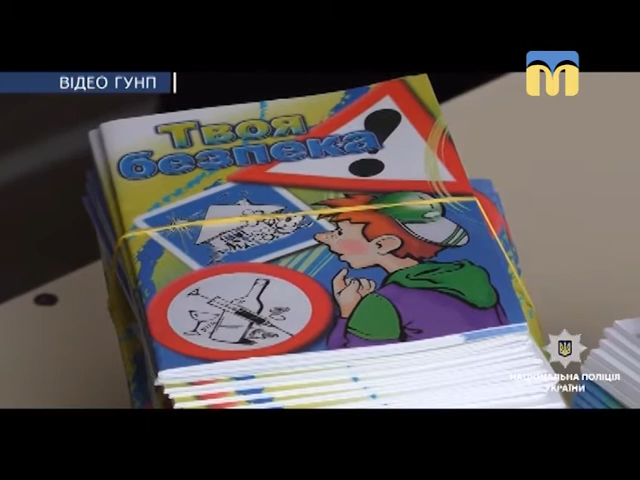 ВІДЕО ГУНП
Твоя
безпека
НАЦІОНАЛЬНА ПОЛІЦІЯ
УКРАЇНИ